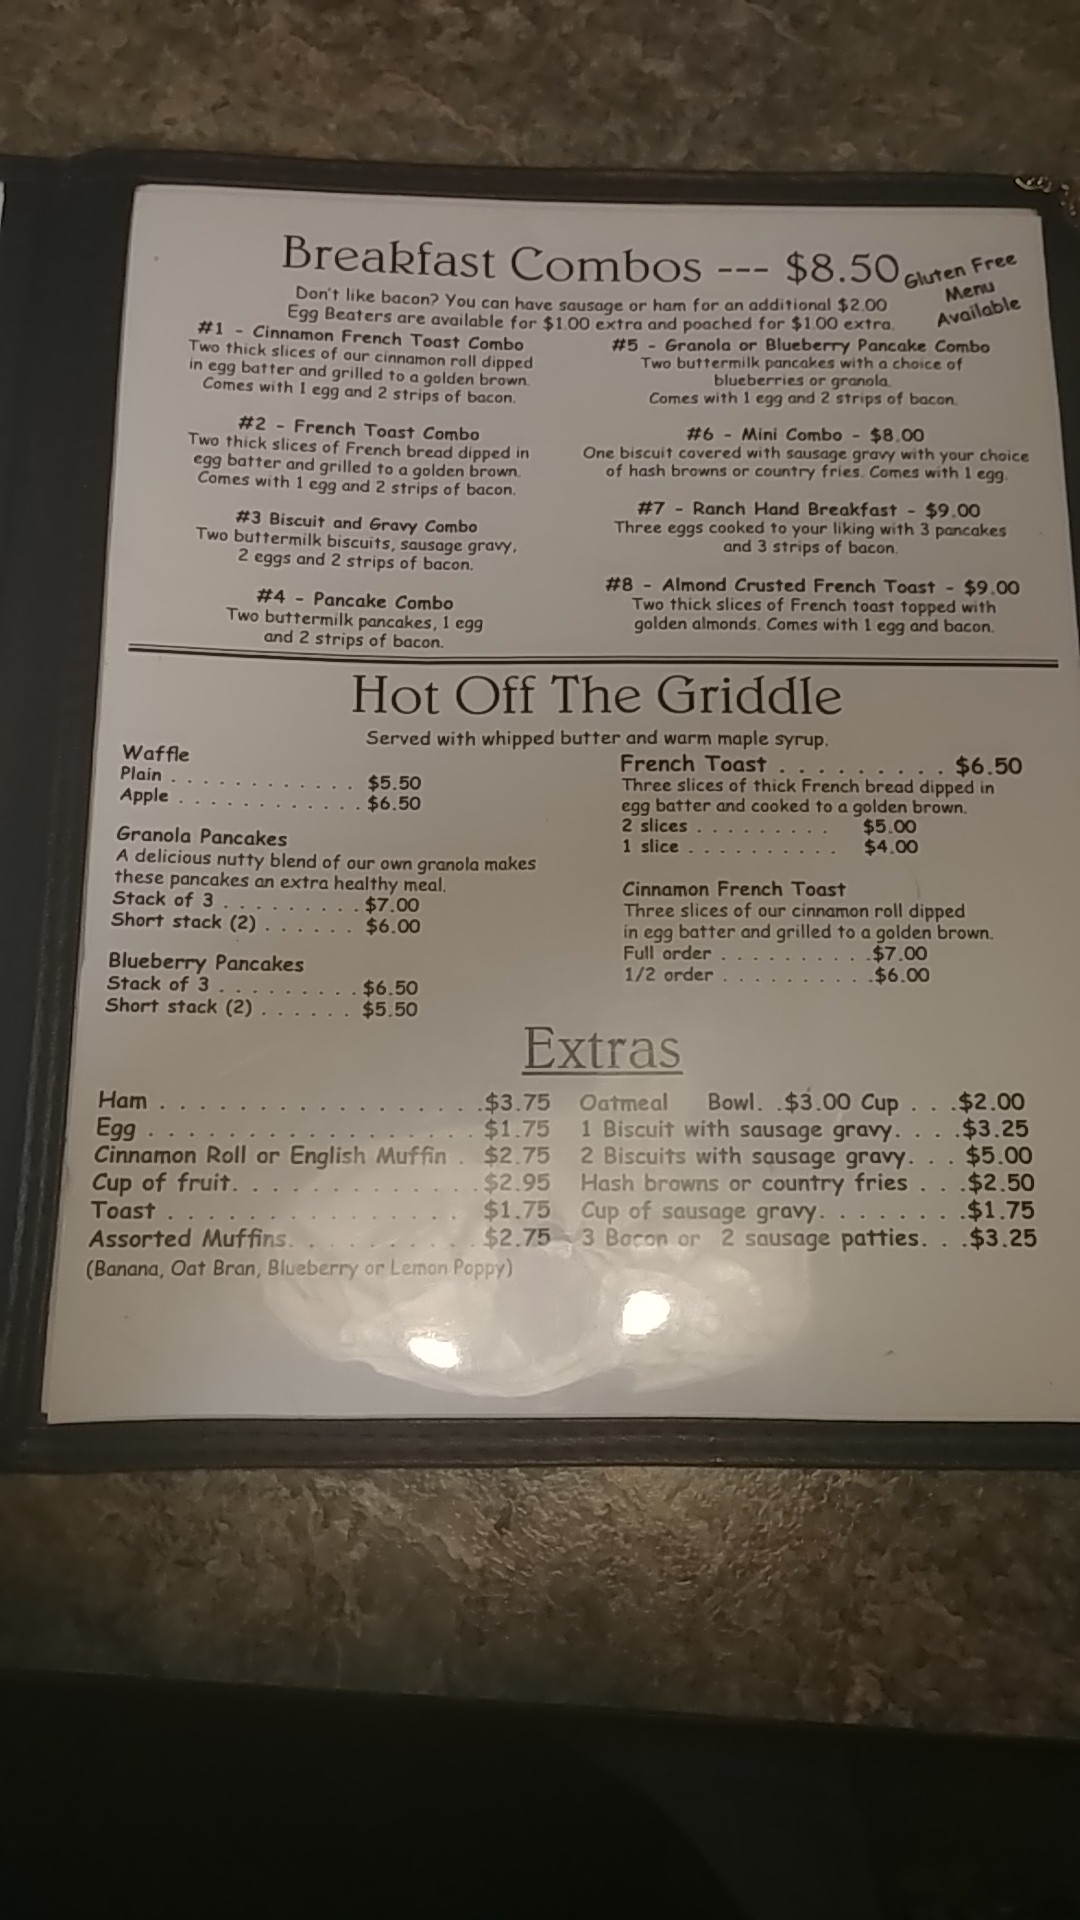 Breakfast Combos --- $8.50
Gluten Free
Menu
Available
Don't like bacon? You can have sausage or ham for an additional $2.00
Egg Beaters are available for $1.00 extra and poached for $1.00 extra.
#1 - Cinnamon French Toast Combo
Two thick slices of our cinnamon roll dipped
in egg batter and grilled to a golden brown.
Comes with 1 egg and 2 strips of bacon.
#2 - French Toast Combo
Two thick slices of French bread dipped in
egg batter and grilled to a golden brown.
Comes with 1 egg and 2 strips of bacon.
#3 Biscuit and Gravy Combo
Two buttermilk biscuits, sausage gravy,
2 eggs and 2 strips of bacon.
#4 - Pancake Combo
Two buttermilk pancakes, 1 egg
and 2 strips of bacon.
#5 - Granola or Blueberry Pancake Combo
Two buttermilk pancakes with a choice of
blueberries or granola.
Comes with 1 egg and 2 strips of bacon.
#6 - Mini Combo - $8.00
One biscuit covered with sausage gravy with your choice
of hash browns or country fries. Comes with 1 egg.
#7 - Ranch Hand Breakfast - $9.00
Three eggs cooked to your liking with 3 pancakes
and 3 strips of bacon.
#8 - Almond Crusted French Toast - $9.00
Two thick slices of French toast topped with
golden almonds. Comes with 1 egg and bacon.
Hot Off The Griddle
Served with whipped butter and warm maple syrup.
Waffle
Plain . . . . . . . . . . . $5.50
Apple . . . . . . . . . . . . $6.50
Granola Pancakes
A delicious nutty blend of our own granola makes
these pancakes an extra healthy meal.
Stack of 3 . . . . . . . . . $7.00
Short stack (2) . . . . . . $6.00
Blueberry Pancakes
Stack of 3 . . . . . . . . . $6.50
Short stack (2) . . . . . . $5.50
French Toast . . . . . . . . . $6.50
Three slices of thick French bread dipped in
egg batter and cooked to a golden brown.
2 slices . . . . . . . . . $5.00
1 slice . . . . . . . . . . $4.00
Cinnamon French Toast
Three slices of our cinnamon roll dipped
in egg batter and grilled to a golden brown.
Full order . . . . . . . . . . $7.00
1/2 order . . . . . . . . . . $6.00
Extras
Ham . . . . . . . . . . . . . . . . . $3.75
Egg . . . . . . . . . . . . . . . . . $1.75
Cinnamon Roll or English Muffin . $2.75
Cup of fruit. . . . . . . . . . . . . $2.95
Toast . . . . . . . . . . . . . . . . $1.75
Assorted Muffins. . . . . . . . . . . $2.75
(Banana, Oat Bran, Blueberry or Lemon Poppy)
Oatmeal Bowl. . $3.00 Cup . . . $2.00
1 Biscuit with sausage gravy. . . . $3.25
2 Biscuits with sausage gravy. . . $5.00
Hash browns or country fries . . . $2.50
Cup of sausage gravy. . . . . . . . $1.75
3 Bacon or 2 sausage patties. . . $3.25